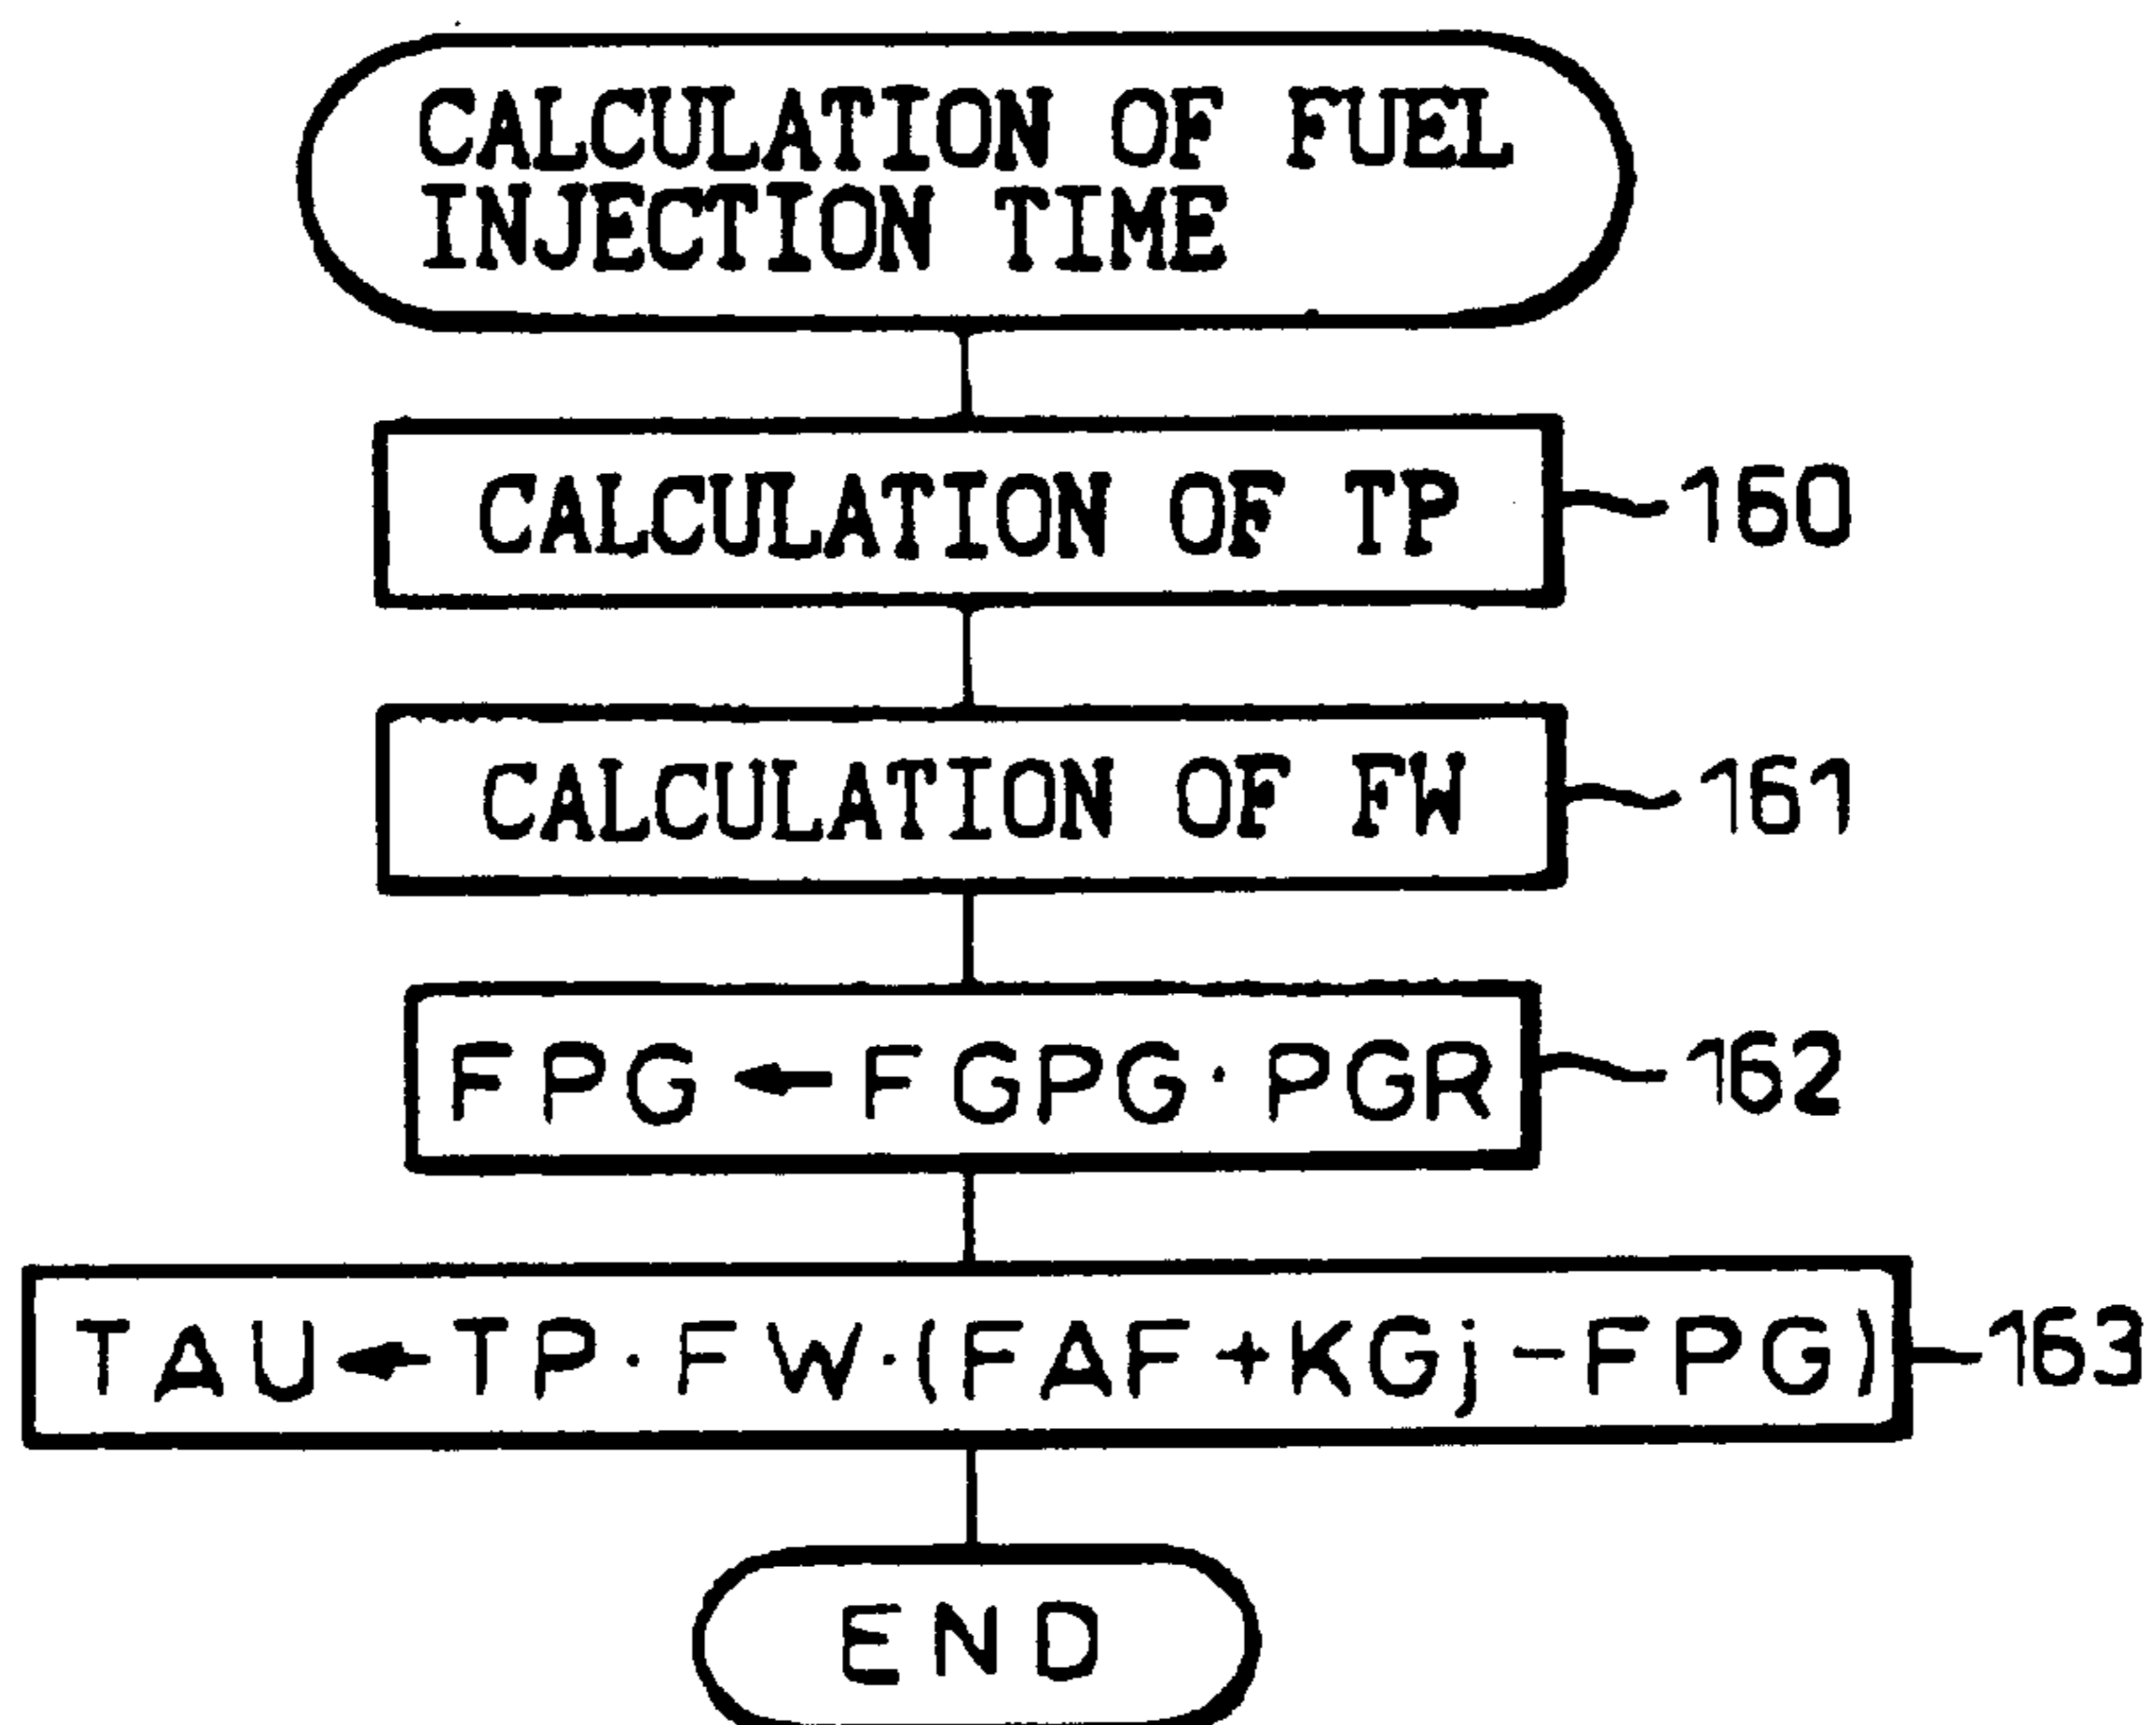 CALCULATION OF FUEL
INJECTION TIME
CALCULATION OF TP
160
CALCULATION OF FW
161
FPG ← FGPG · PGR
162
TAU ← TP · FW · (FAF + KGj - FPG)
163
END